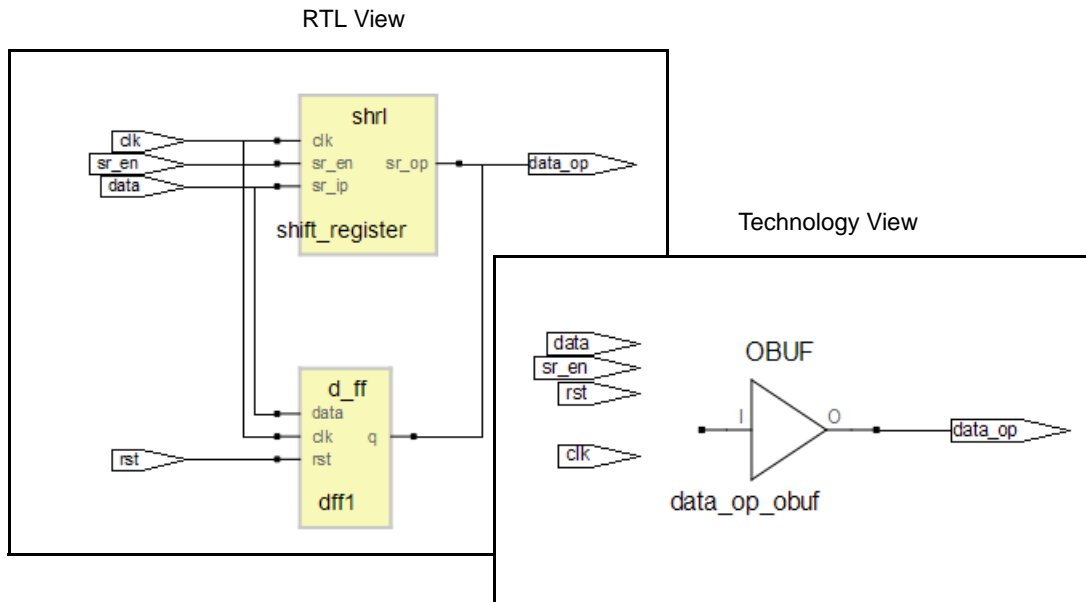 RTL View
shrl
clk
sr_en
data
clk
sr_en
sr_ip
sr_op
data_op
shift_register
d_ff
data
clk
rst
q
rst
dff1
Technology View
data
sr_en
rst
clk
OBUF
I
O
data_op
data_op_obuf